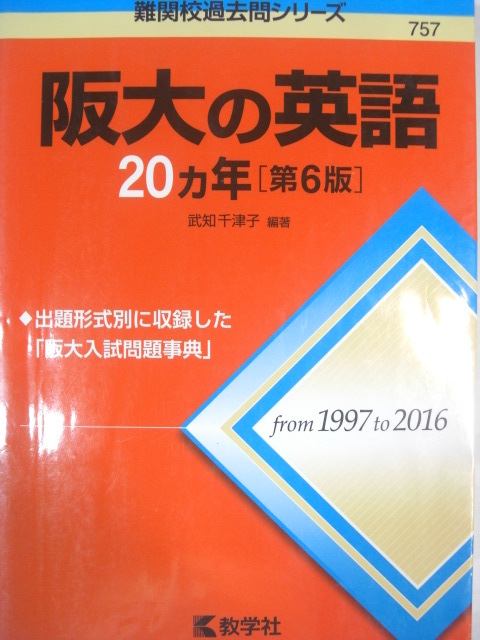 難関校過去問シリーズ
757
阪大の英語
20カ年[第6版]
武知千津子 編著
◆出題形式別に収録した
「阪大入試問題事典」
from 1997 to 2016
教学社